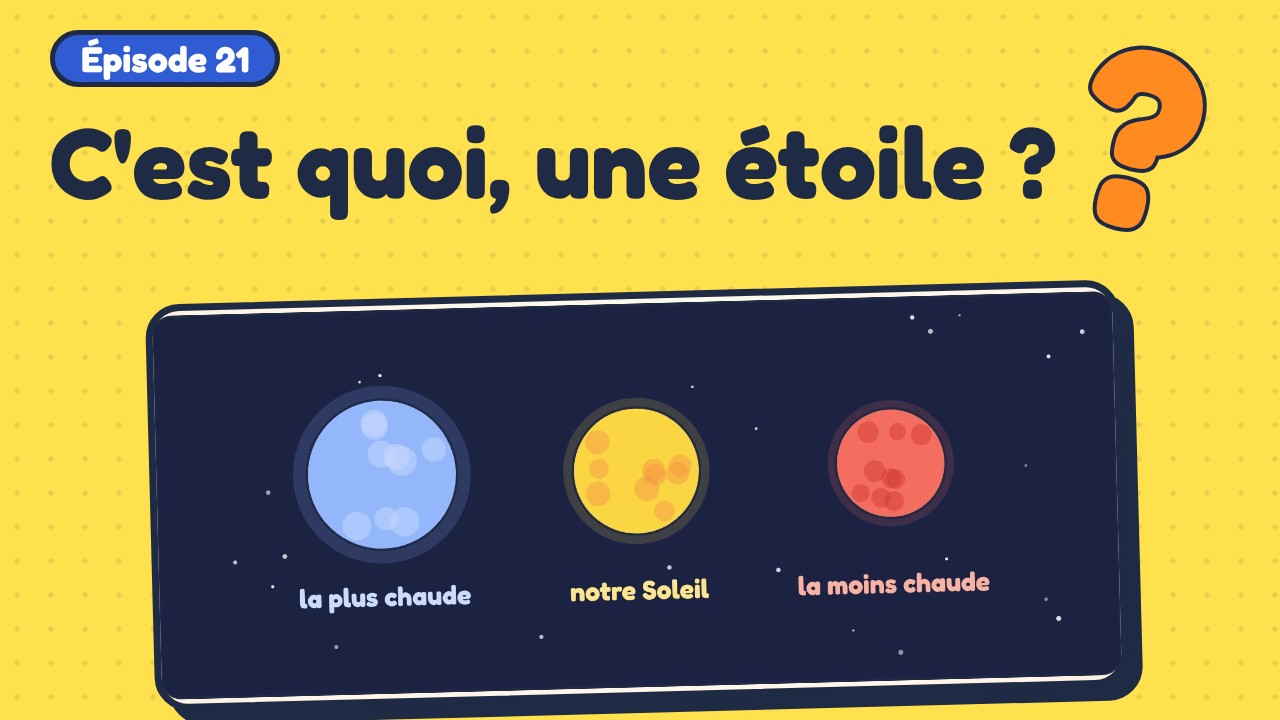 Épisode 21
C'est quoi, une étoile ?
?
la plus chaude
notre Soleil
la moins chaude